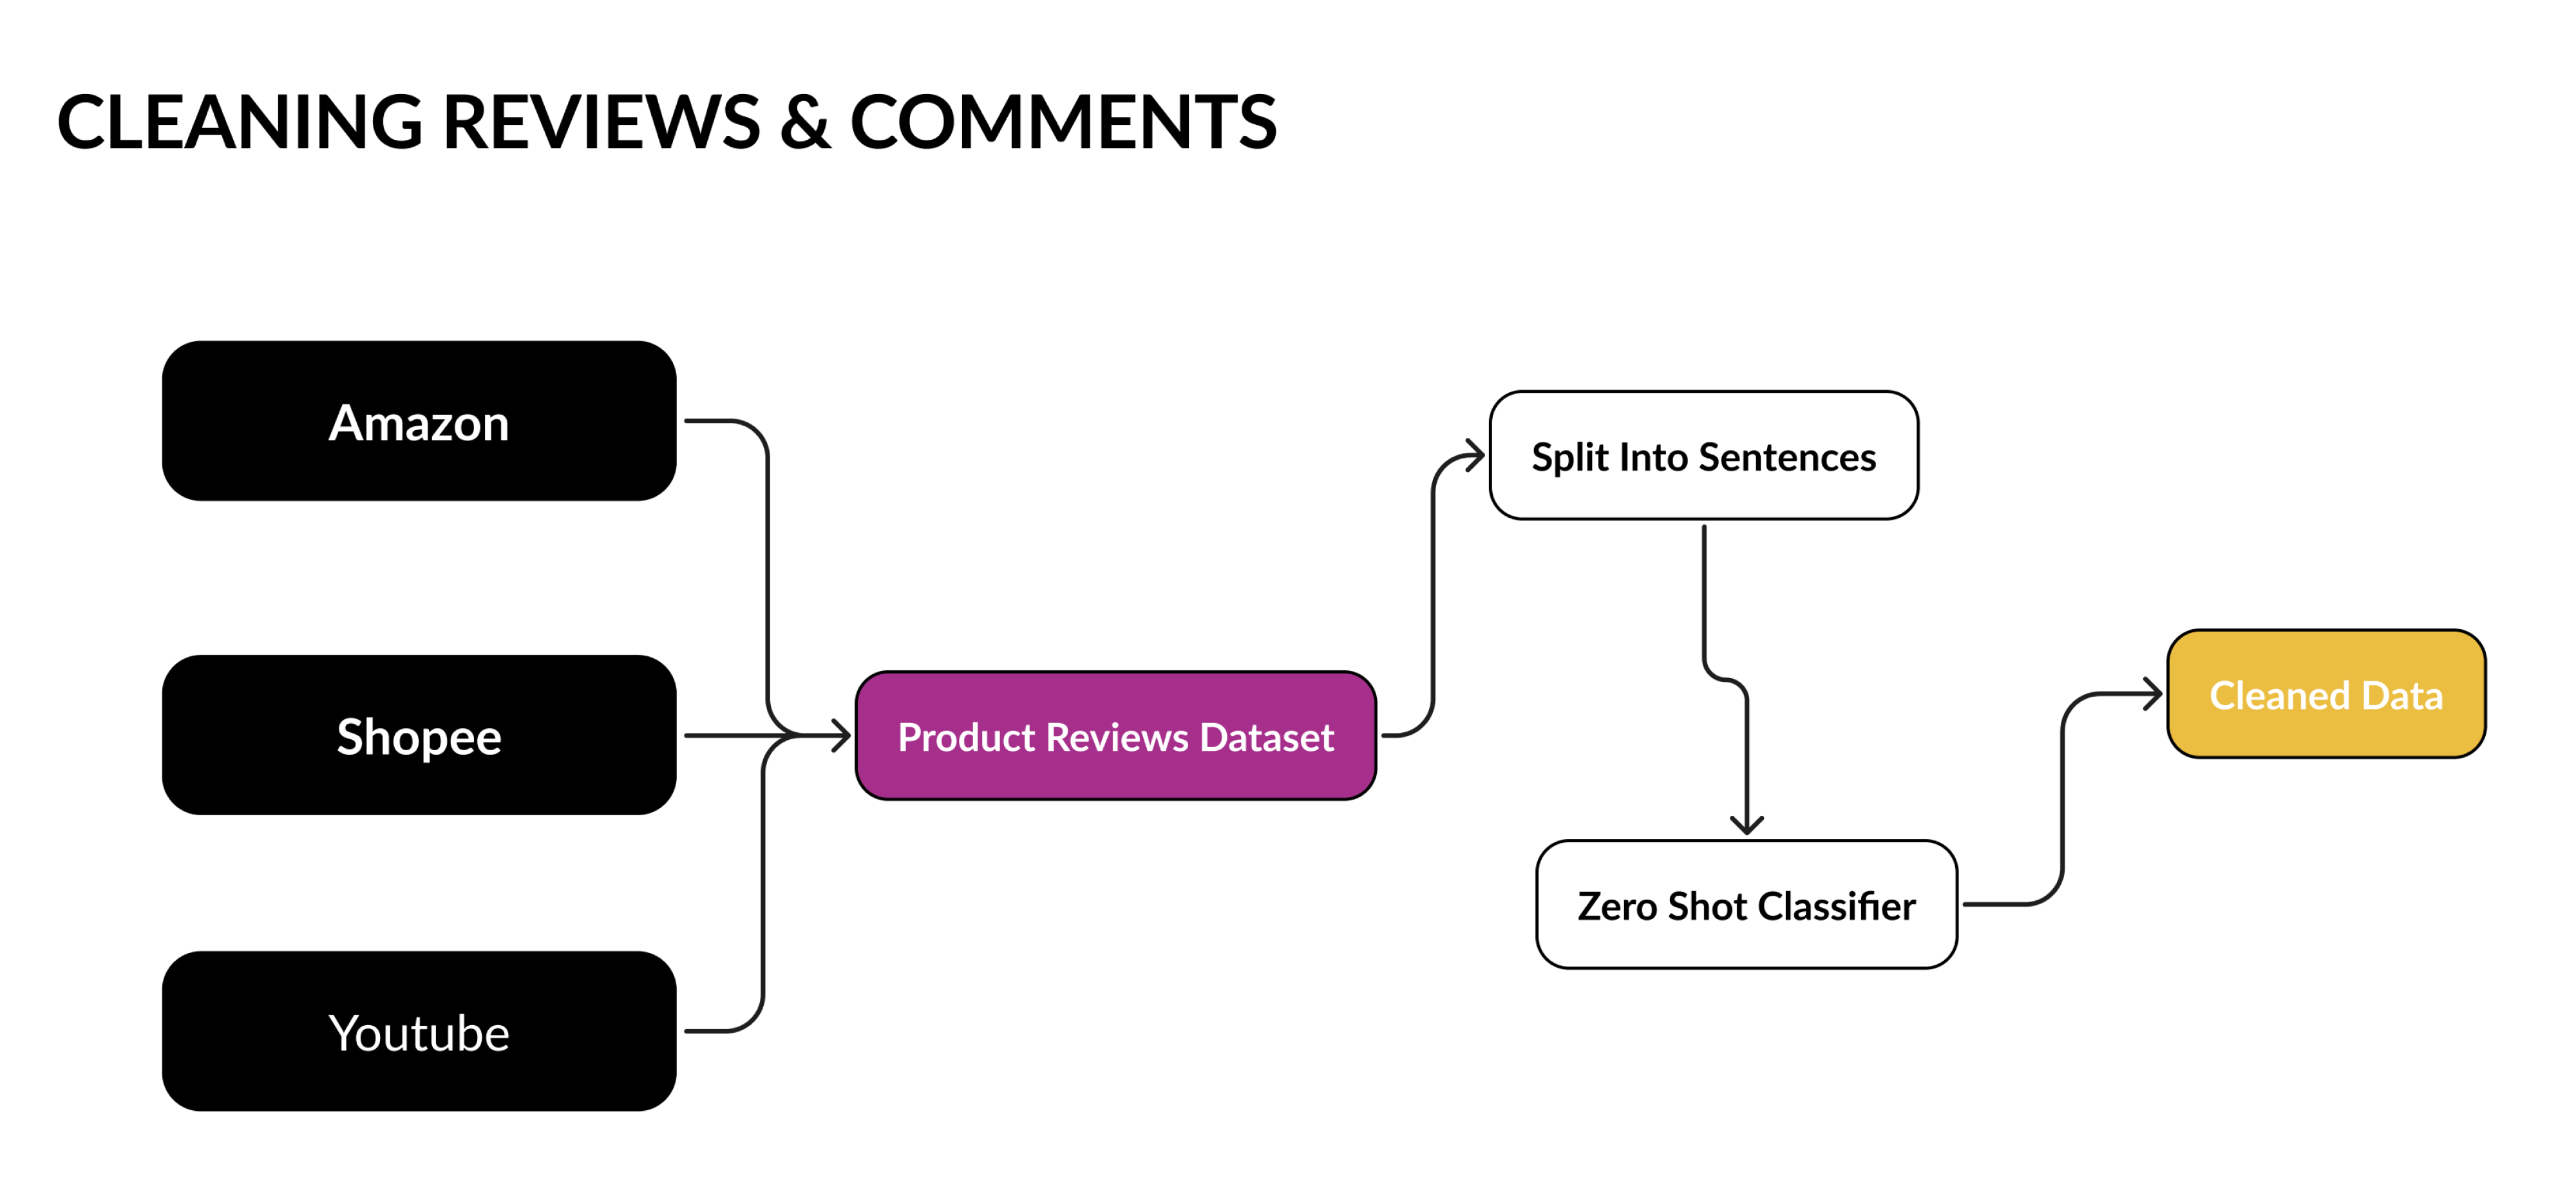 CLEANING REVIEWS & COMMENTS
Amazon
Shopee
Youtube
Product Reviews Dataset
Split Into Sentences
Zero Shot Classifier
Cleaned Data